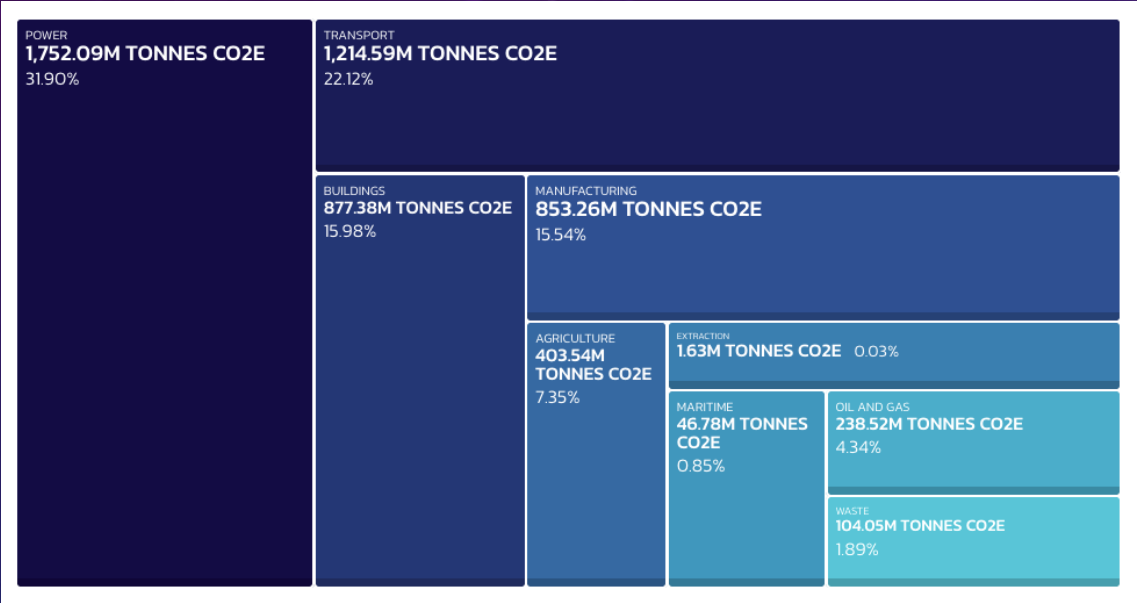 POWER
1,752.09M TONNES CO2E
31.90%
TRANSPORT
1,214.59M TONNES CO2E
22.12%
BUILDINGS
877.38M TONNES CO2E
15.98%
MANUFACTURING
853.26M TONNES CO2E
15.54%
AGRICULTURE
403.54M
TONNES CO2E
7.35%
EXTRACTION
1.63M TONNES CO2E 0.03%
MARITIME
46.78M TONNES
CO2E
0.85%
OIL AND GAS
238.52M TONNES CO2E
4.34%
WASTE
104.05M TONNES CO2E
1.89%